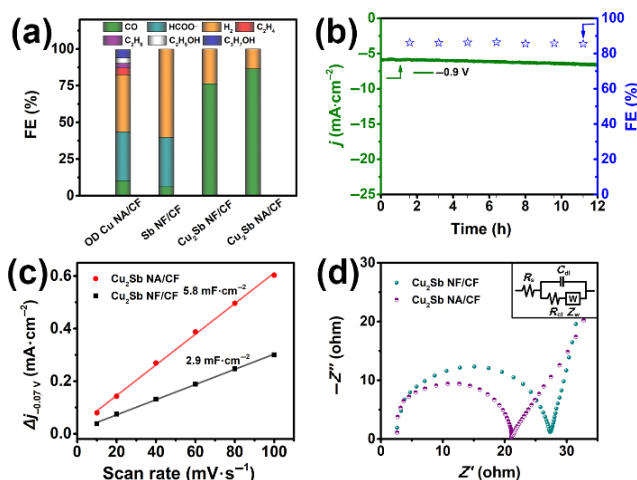 (a)
CO HCOO⁻ H₂ C₂H₄
C₂H₆ C₂H₅OH C₃H₇OH
100
75
50
25
0
FE (%)
OD Cu NA/CF
Sb NF/CF
Cu₂Sb NF/CF
Cu₂Sb NA/CF
(b)
0
-5
-10
-15
-20
-25
j (mA·cm⁻²)
−0.9 V
100
80
60
40
20
0
FE (%)
0 2 4 6 8 10 12
Time (h)
(c)
Cu₂Sb NA/CF
Cu₂Sb NF/CF
5.8 mF·cm⁻²
2.9 mF·cm⁻²
0.6
0.4
0.2
0.0
Δj₋₀.₀₇ V (mA·cm⁻²)
20 40 60 80 100
Scan rate (mV·s⁻¹)
(d)
Cu₂Sb NF/CF
Cu₂Sb NA/CF
Rs Cdl
Rct Zw
W
30
20
10
0
−Z″ (ohm)
0 10 20 30
Z′ (ohm)